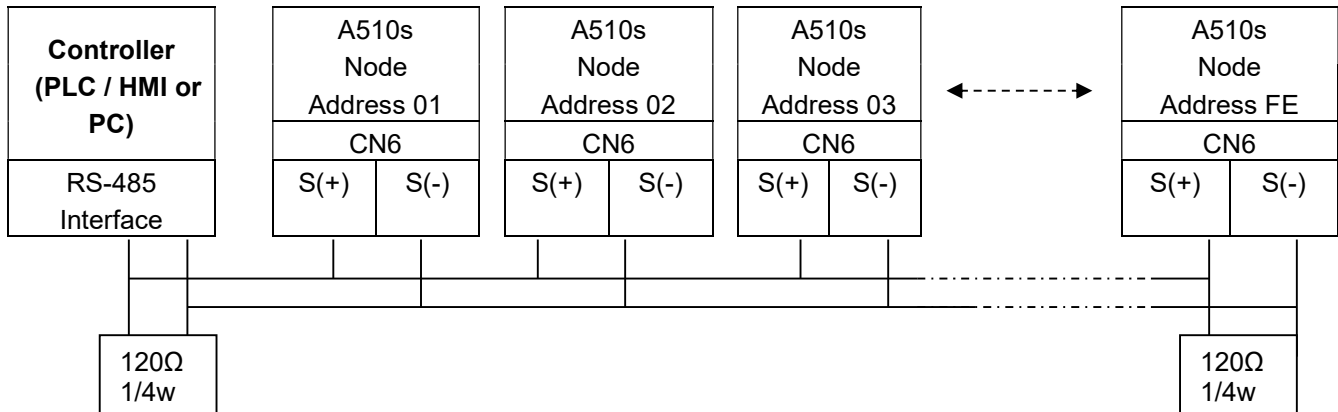 Controller
(PLC / HMI or
PC)
RS-485
Interface
A510s
Node
Address 01
CN6
S(+) S(-)
A510s
Node
Address 02
CN6
S(+) S(-)
A510s
Node
Address 03
CN6
S(+) S(-)
A510s
Node
Address FE
CN6
S(+) S(-)
120Ω
1/4w
120Ω
1/4w